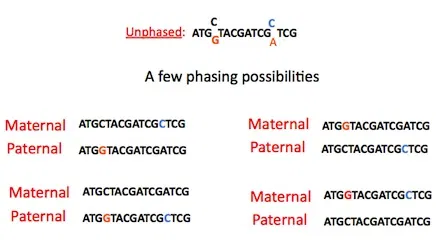 C C
Unphased: ATG TACGATCG TCG
G A
A few phasing possibilities
Maternal ATGCTACGATCGCTCG
Paternal ATGGTACGATCGATCG
Maternal ATGGTACGATCGATCG
Paternal ATGCTACGATCGCTCG
Maternal ATGCTACGATCGATCG
Paternal ATGGTACGATCGCTCG
Maternal ATGGTACGATCGCTCG
Paternal ATGCTACGATCGATCG